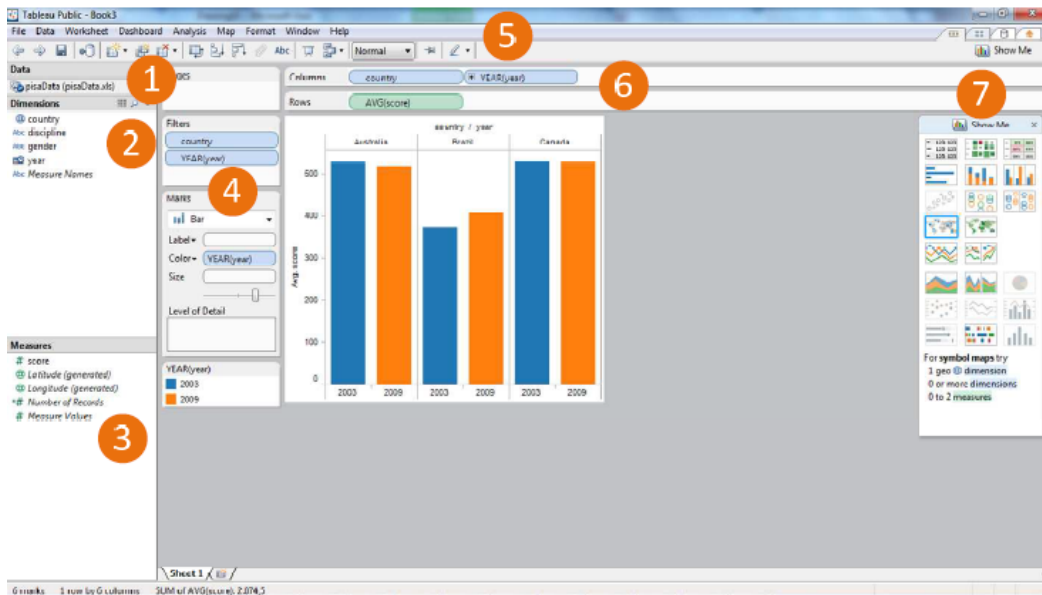 Tableau Public - Book3
File Data Worksheet Dashboard Analysis Map Format Window Help
5
Abc Normal Show Me
Data
pisaData (pisaData.xls)
1
Dimensions
country
discipline
gender
year
Measure Names
Abc
Abc
Abc
2
Measures
score
Latitude (generated)
Longitude (generated)
Number of Records
Measure Values
3
Filters
country
YEAR(year)
4
Marks
Bar
Label
Color YEAR(year)
Size
Level of Detail
YEAR(year)
2003
2009
Columns country YEAR(year)
6
Rows AVG(score)
country / year
Australia Brazil Canada
Avg. score
500
400
300
200
100
0
2003 2009 2003 2009 2003 2009
7
Show Me
For symbol maps try
1 geo dimension
0 or more dimensions
0 to 2 measures
Sheet 1
6 marks 1 row by 6 columns SUM of AVG(score): 2,874.5